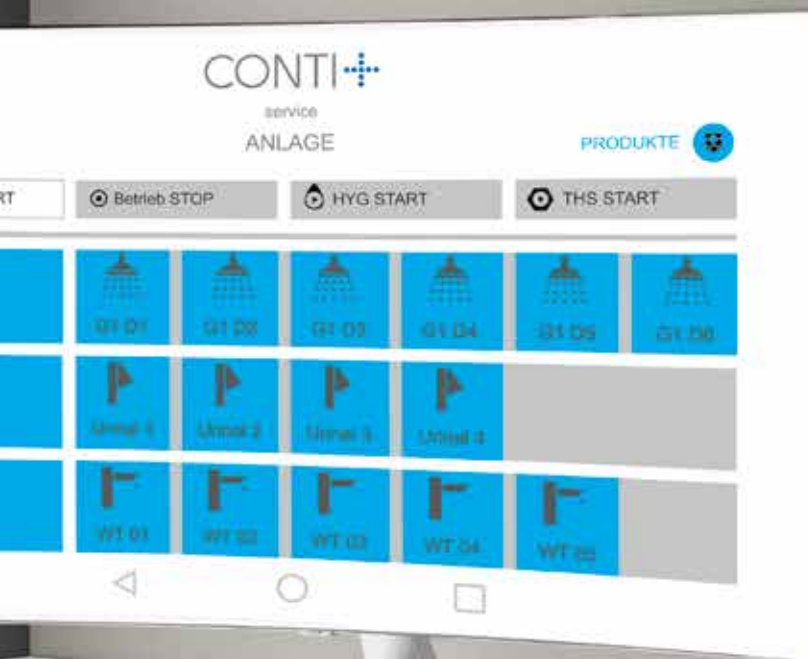 CONTI+
service
ANLAGE
PRODUKTE
RT Betrieb STOP HYG START THS START
G1 D1 G1 D2 G1 D3 G1 D4 G1 D5 G1 D6
Urinal 1 Urinal 2 Urinal 3 Urinal 4
WT 01 WT 02 WT 03 WT 04 WT 05